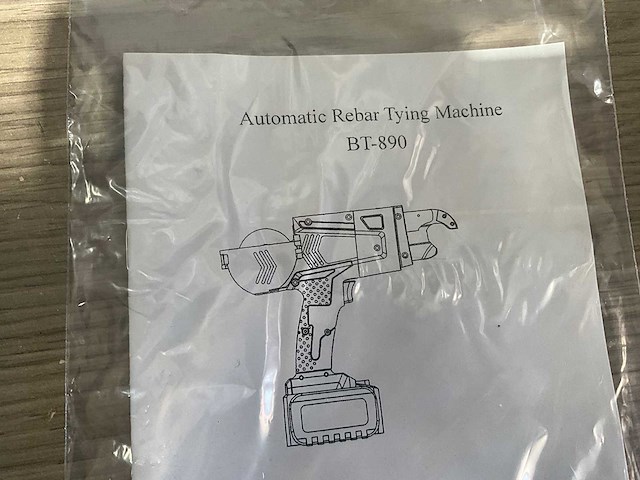 Automatic Rebar Tying Machine
BT-890